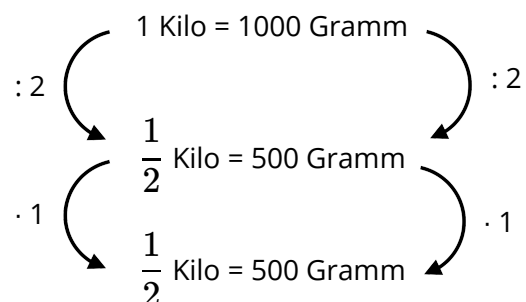 1 Kilo = 1000 Gramm
: 2 : 2
1/2 Kilo = 500 Gramm
· 1 · 1
1/2 Kilo = 500 Gramm